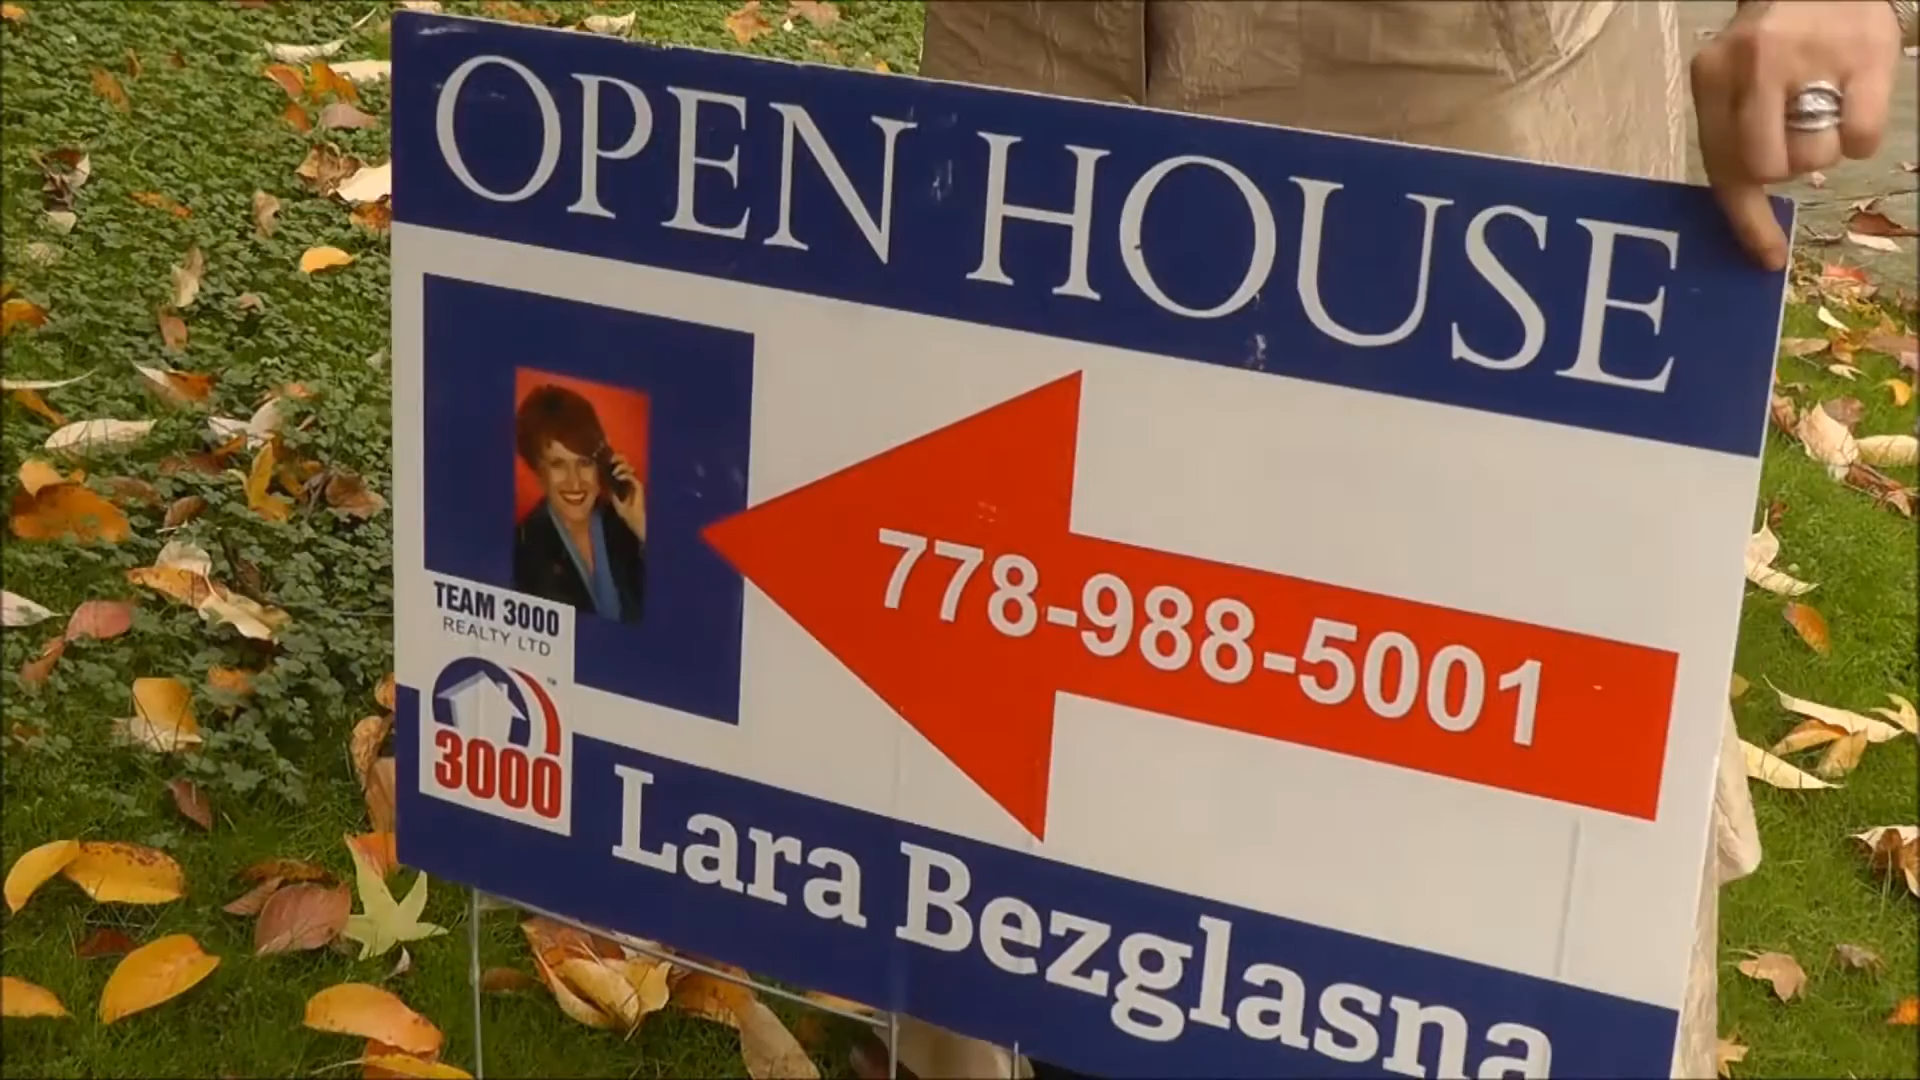 OPEN HOUSE
778-988-5001
TEAM 3000
REALTY LTD
3000
Lara Bezglasna